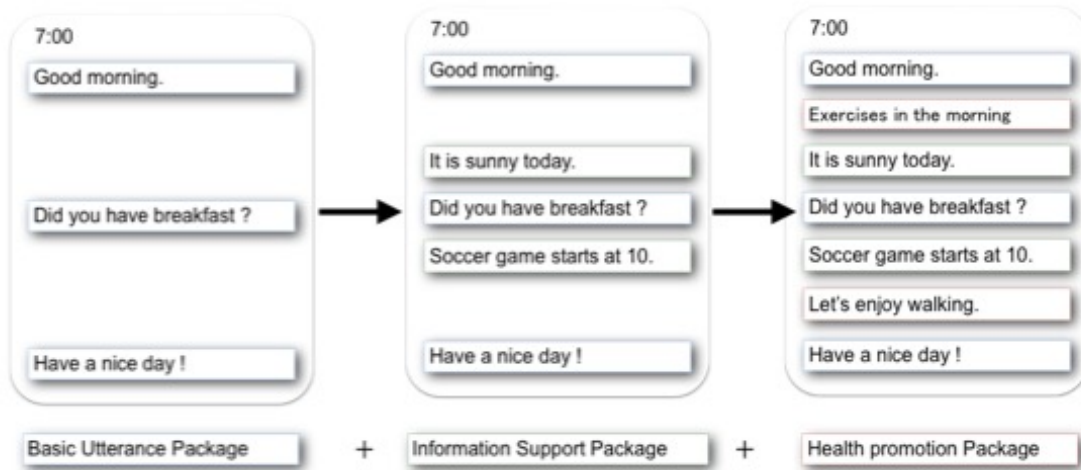 7:00
Good morning.
Did you have breakfast ?
Have a nice day !
7:00
Good morning.
It is sunny today.
Did you have breakfast ?
Soccer game starts at 10.
Have a nice day !
7:00
Good morning.
Exercises in the morning
It is sunny today.
Did you have breakfast ?
Soccer game starts at 10.
Let's enjoy walking.
Have a nice day !
Basic Utterance Package + Information Support Package + Health promotion Package